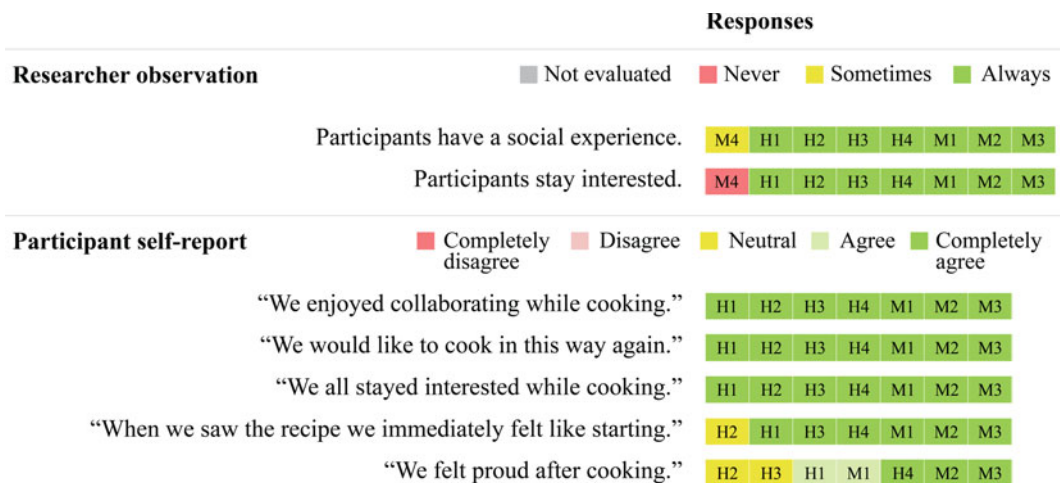 Responses
Researcher observation Not evaluated Never Sometimes Always
Participants have a social experience. M4 H1 H2 H3 H4 M1 M2 M3
Participants stay interested. M4 H1 H2 H3 H4 M1 M2 M3
Participant self-report Completely disagree Disagree Neutral Agree Completely agree
“We enjoyed collaborating while cooking.” H1 H2 H3 H4 M1 M2 M3
“We would like to cook in this way again.” H1 H2 H3 H4 M1 M2 M3
“We all stayed interested while cooking.” H1 H2 H3 H4 M1 M2 M3
“When we saw the recipe we immediately felt like starting.” H2 H1 H3 H4 M1 M2 M3
“We felt proud after cooking.” H2 H3 H1 M1 H4 M2 M3